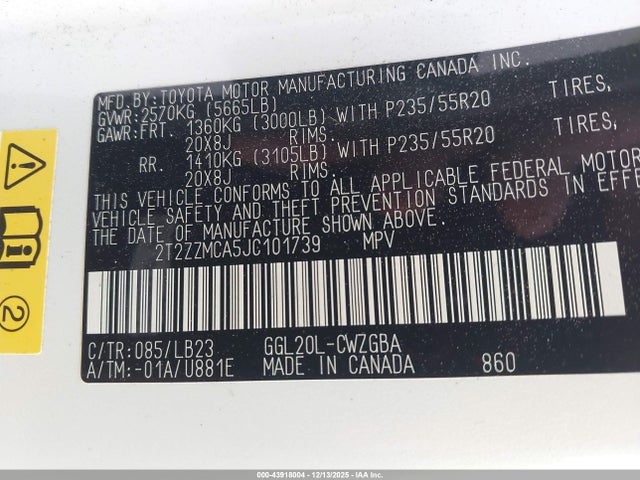 MFD. BY: TOYOTA MOTOR MANUFACTURING CANADA INC.
GVWR: 2570KG (5665LB)
GAWR: FRT. 1360KG (3000LB) WITH P235/55R20 TIRES,
20X8J RIMS.
RR. 1410KG (3105LB) WITH P235/55R20 TIRES,
20X8J RIMS.
THIS VEHICLE CONFORMS TO ALL APPLICABLE FEDERAL MOTOR
VEHICLE SAFETY AND THEFT PREVENTION STANDARDS IN EFFE
THE DATE OF MANUFACTURE SHOWN ABOVE.
2T2ZZMCA5JC101739 MPV
C/TR: 085/LB23 GGL20L-CWZGBA
A/TM: -01A/U881E MADE IN CANADA 860
2
000-43918004 - 12/13/2025 - IAAI.COM